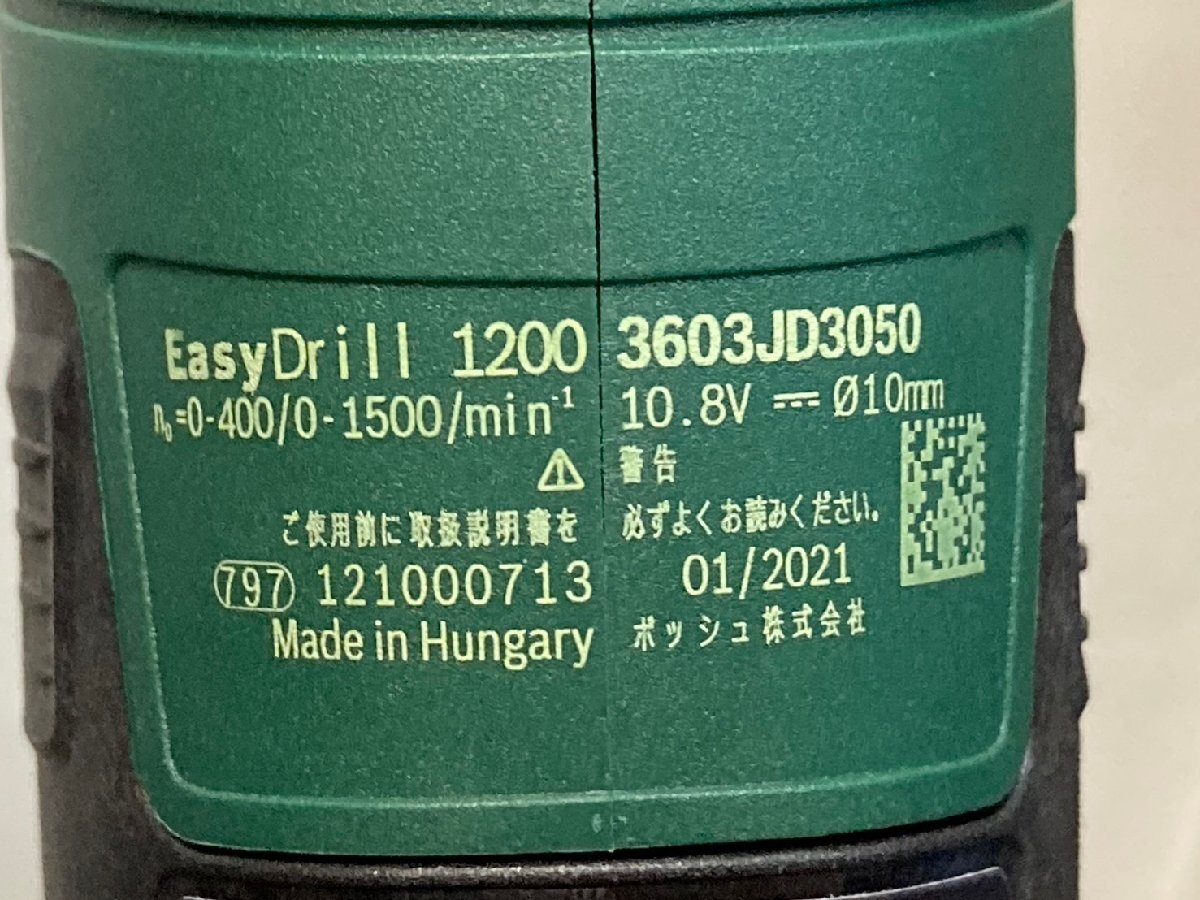 EasyDrill 1200 3603JD3050
n₀=0-400/0-1500/min⁻¹ 10.8V ⎓ Ø10mm
⚠ 警告
ご使用前に取扱説明書を 必ずよくお読みください。
797 121000713 01/2021
Made in Hungary ボッシュ株式会社